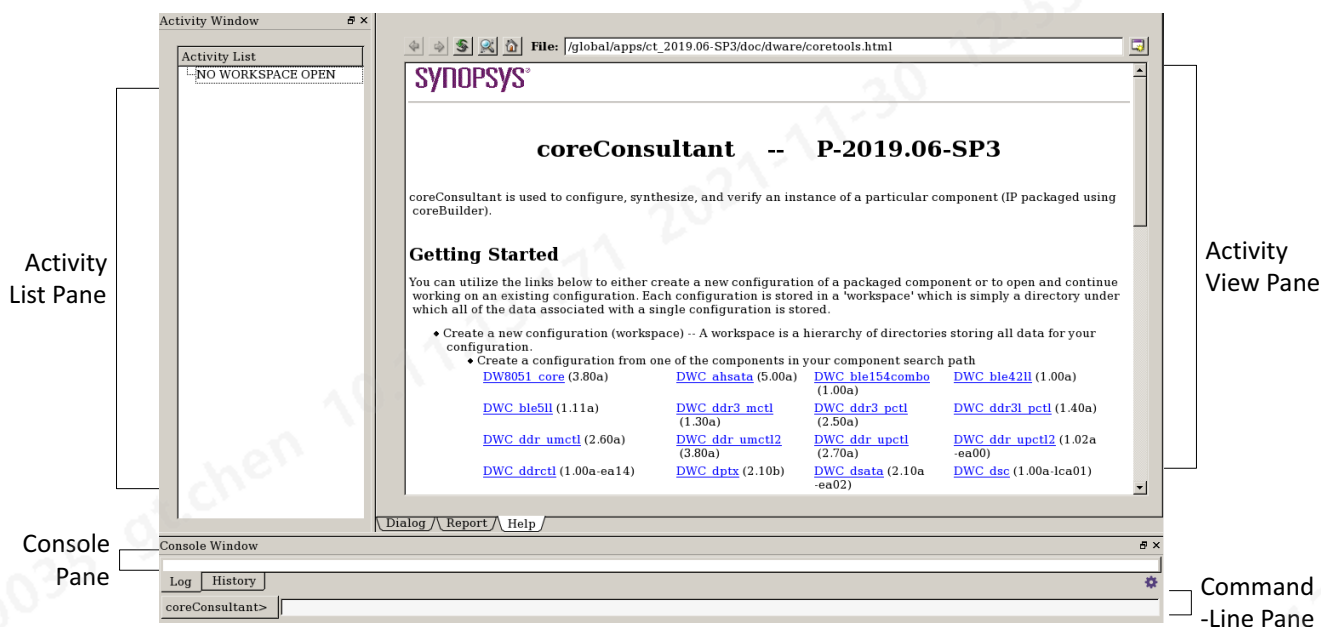 Activity Window
Activity List
NO WORKSPACE OPEN
File: /global/apps/ct_2019.06-SP3/doc/dware/coretools.html
SYNOPSYS®
coreConsultant -- P-2019.06-SP3
coreConsultant is used to configure, synthesize, and verify an instance of a particular component (IP packaged using
coreBuilder).
Getting Started
You can utilize the links below to either create a new configuration of a packaged component or to open and continue
working on an existing configuration. Each configuration is stored in a 'workspace' which is simply a directory under
which all of the data associated with a single configuration is stored.
Create a new configuration (workspace) -- A workspace is a hierarchy of directories storing all data for your
configuration.
Create a configuration from one of the components in your component search path
DW8051_core (3.80a) DWC_ahsata (5.00a) DWC_ble154combo DWC_ble42ll (1.00a)
(1.00a)
DWC_ble5ll (1.11a) DWC_ddr3_mctl DWC_ddr3_pctl DWC_ddr3l_pctl (1.40a)
(1.30a) (2.50a)
DWC_ddr_umctl (2.60a) DWC_ddr_umctl2 DWC_ddr_upctl DWC_ddr_upctl2 (1.02a
(3.80a) (2.70a) -ea00)
DWC_ddrctl (1.00a-ea14) DWC_dptx (2.10b) DWC_dsata (2.10a DWC_dsc (1.00a-lca01)
-ea02)
Dialog Report Help
Console Window
Log History
coreConsultant>
Activity
List Pane
Activity
View Pane
Console
Pane
Command
-Line Pane
gt.chen 2021-11-30